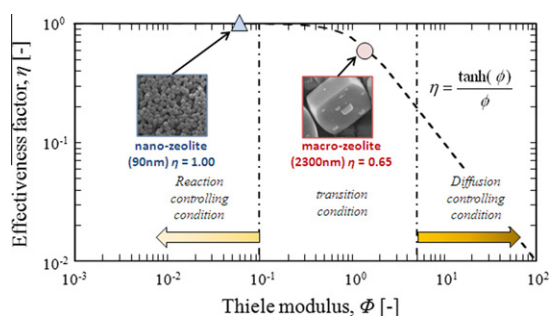 Effectiveness factor, η [-]
10⁰
10⁻¹
10⁻²
nano-zeolite
(90nm) η = 1.00
macro-zeolite
(2300nm) η = 0.65
η = tanh( ϕ ) / ϕ
Reaction
controlling
condition
transition
condition
Diffusion
controlling
condition
10⁻³ 10⁻² 10⁻¹ 10⁰ 10¹ 10²
Thiele modulus, Φ [-]